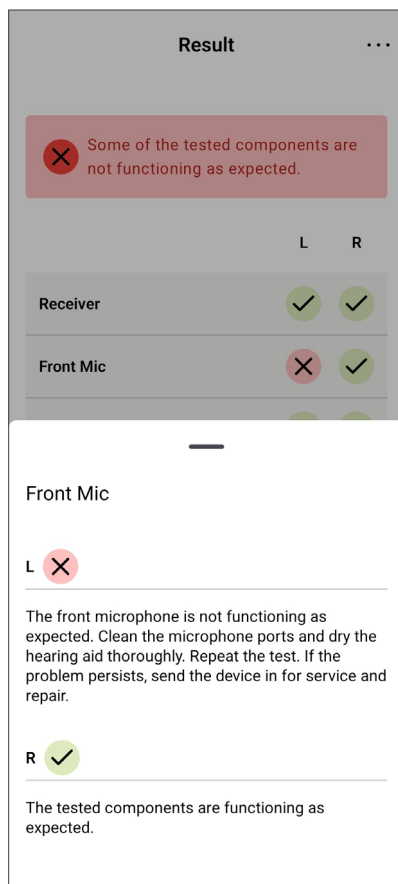 Result
Some of the tested components are
not functioning as expected.
L R
Receiver
Front Mic
Front Mic
L
The front microphone is not functioning as
expected. Clean the microphone ports and dry the
hearing aid thoroughly. Repeat the test. If the
problem persists, send the device in for service and
repair.
R
The tested components are functioning as
expected.